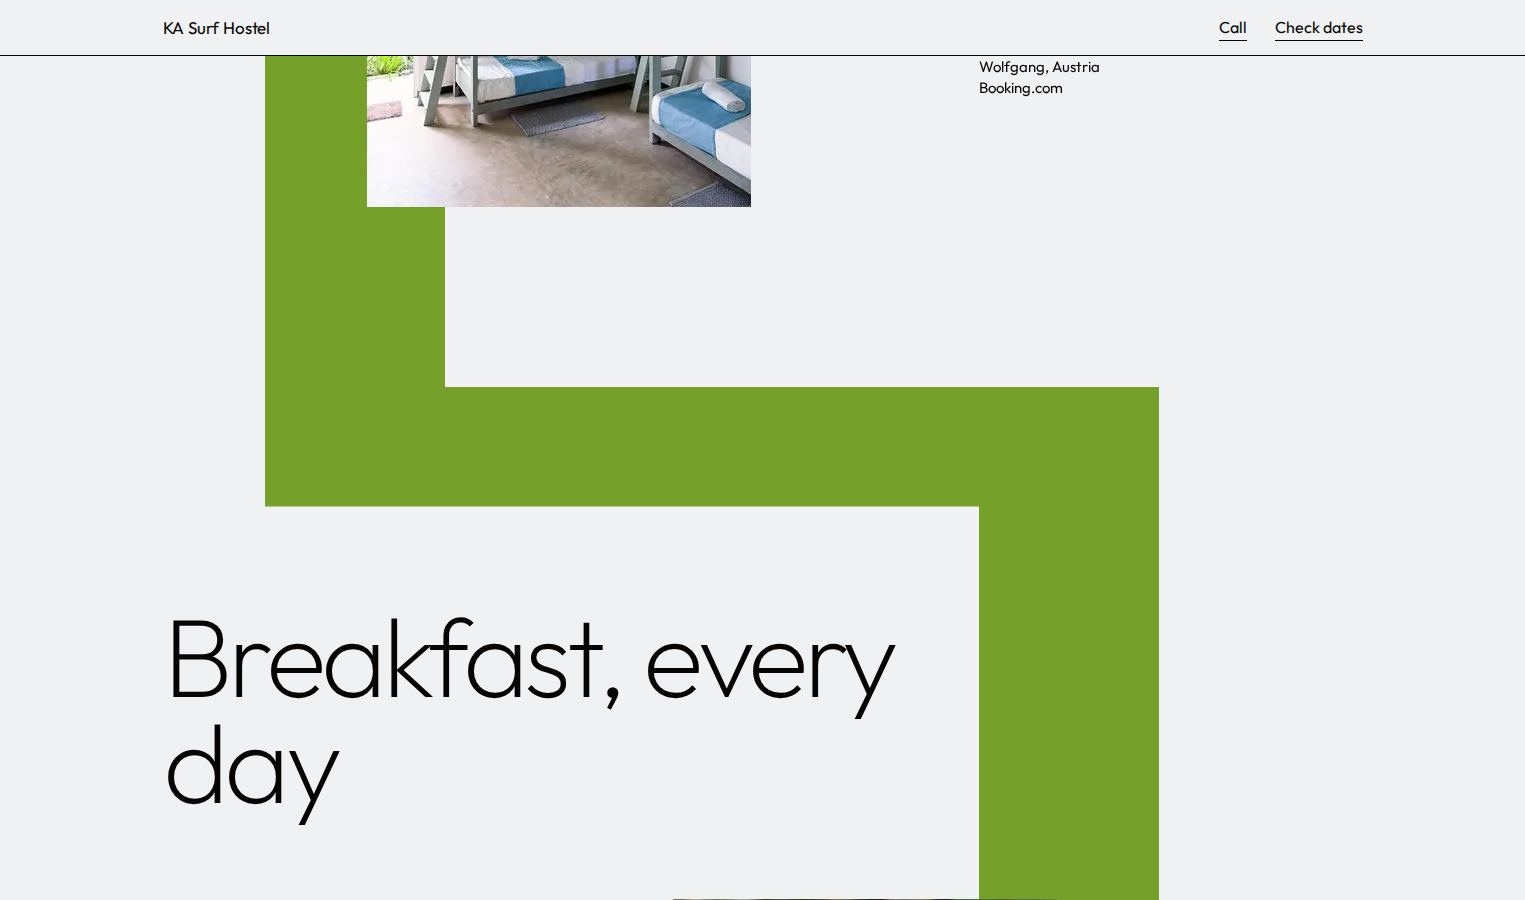 KA Surf Hostel
Call
Check dates
Wolfgang, Austria
Booking.com
Breakfast, every
day